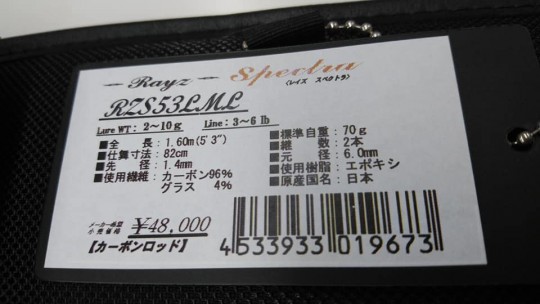 Rayz Spectra
〈レイズ スペクトラ〉
RZS53LML
Lure WT: 2～10g Line: 3～6 lb
■全長:1.60m(5'3")
■仕舞寸法:82cm
■先径:1.4mm
■使用繊維:カーボン96%
グラス 4%
■標準自重:70g
■継数:2本
■元径:6.0mm
■使用樹脂:エポキシ
■原産国名:日本
メーカー希望
小売価格 ¥48,000
【カーボンロッド】
4 533933 019673